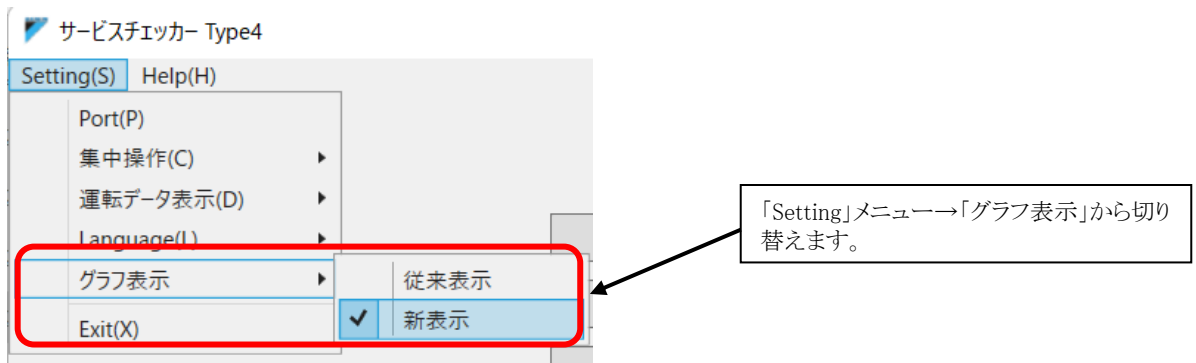 サービスチェッカー Type4
Setting(S) Help(H)
Port(P)
集中操作(C)
運転データ表示(D)
Language(L)
グラフ表示
従来表示
新表示
Exit(X)
「Setting」メニュー→「グラフ表示」から切り
替えます。